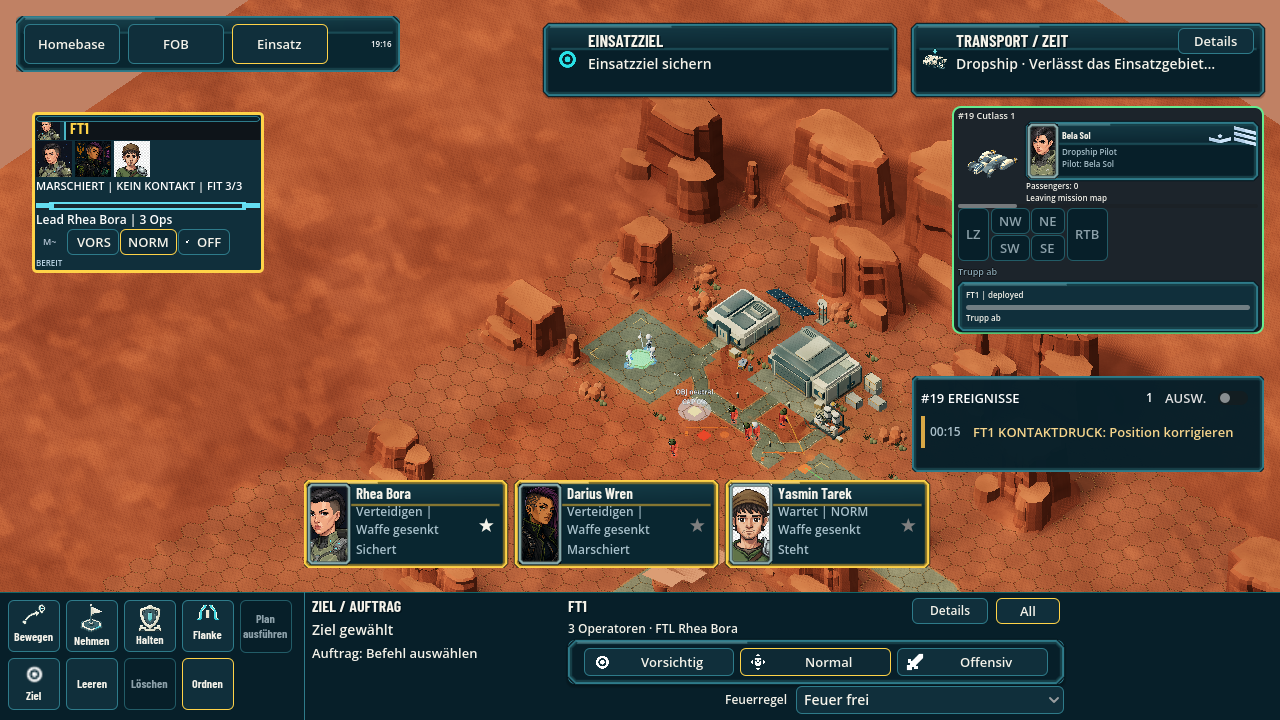 Homebase
FOB
Einsatz
19:16
EINSATZZIEL
Einsatzziel sichern
TRANSPORT / ZEIT
Details
Dropship · Verlässt das Einsatzgebiet...
FT1
MARSCHIERT | KEIN KONTAKT | FIT 3/3
Lead Rhea Bora | 3 Ops
M~
VORS
NORM
OFF
BEREIT
#19 Cutlass 1
Bela Sol
Dropship Pilot
Pilot: Bela Sol
Passengers: 0
Leaving mission map
LZ
NW
NE
SW
SE
RTB
Trupp ab
FT1 | deployed
Trupp ab
OBJ neutral
#19 EREIGNISSE
1
AUSW.
00:15
FT1 KONTAKTDRUCK: Position korrigieren
Rhea Bora
Verteidigen |
Waffe gesenkt
Sichert
Darius Wren
Verteidigen |
Waffe gesenkt
Marschiert
Yasmin Tarek
Wartet | NORM
Waffe gesenkt
Steht
Bewegen
Nehmen
Halten
Flanke
Plan
ausführen
Ziel
Leeren
Löschen
Ordnen
ZIEL / AUFTRAG
Ziel gewählt
Auftrag: Befehl auswählen
FT1
3 Operatoren · FTL Rhea Bora
Details
All
Vorsichtig
Normal
Offensiv
Feuerregel
Feuer frei